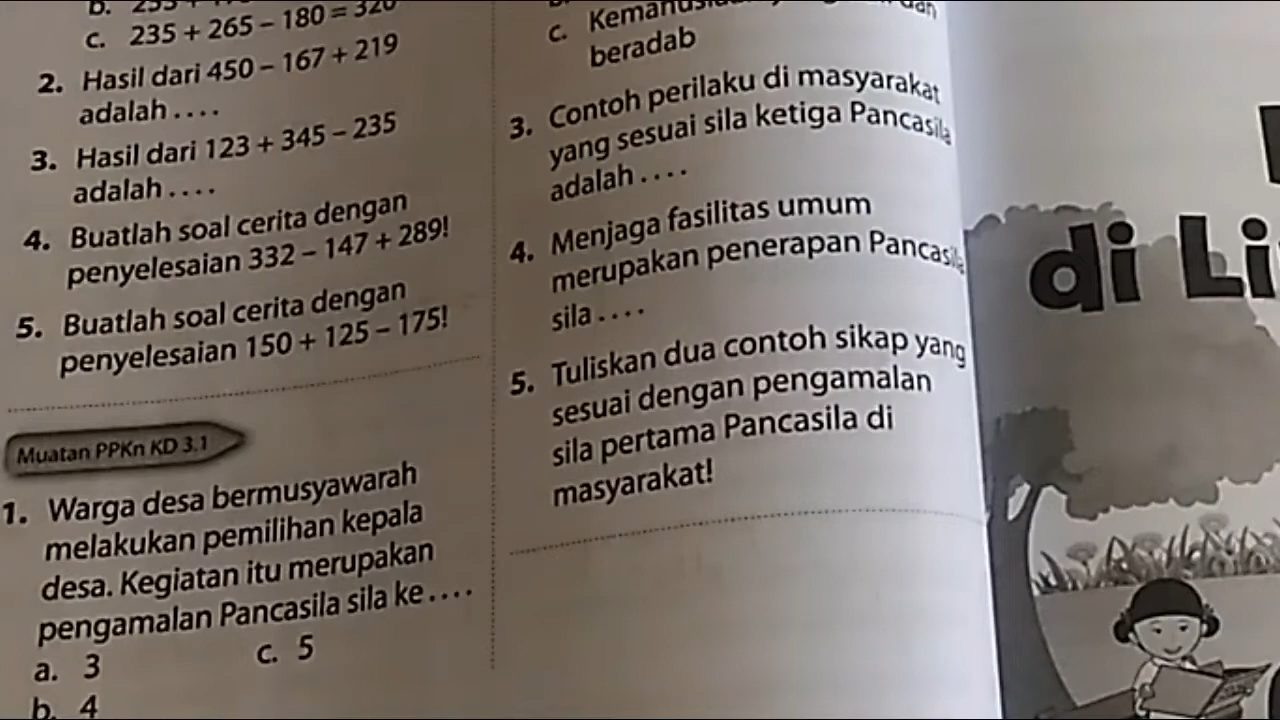 b. 235 +
c. 235 + 265 – 180 = 320
2. Hasil dari 450 – 167 + 219
adalah . . . .
3. Hasil dari 123 + 345 – 235
adalah . . . .
4. Buatlah soal cerita dengan
penyelesaian 332 – 147 + 289!
5. Buatlah soal cerita dengan
penyelesaian 150 + 125 – 175!
Muatan PPKn KD 3.1
1. Warga desa bermusyawarah
melakukan pemilihan kepala
desa. Kegiatan itu merupakan
pengamalan Pancasila sila ke . . . .
a. 3
c. 5
b. 4
c. dan
beradab
3. Contoh perilaku di masyarakat
yang sesuai sila ketiga Pancasila
adalah . . . .
4. Menjaga fasilitas umum
merupakan penerapan Pancasila
sila . . . .
5. Tuliskan dua contoh sikap yang
sesuai dengan pengamalan
sila pertama Pancasila di
masyarakat!
di Li